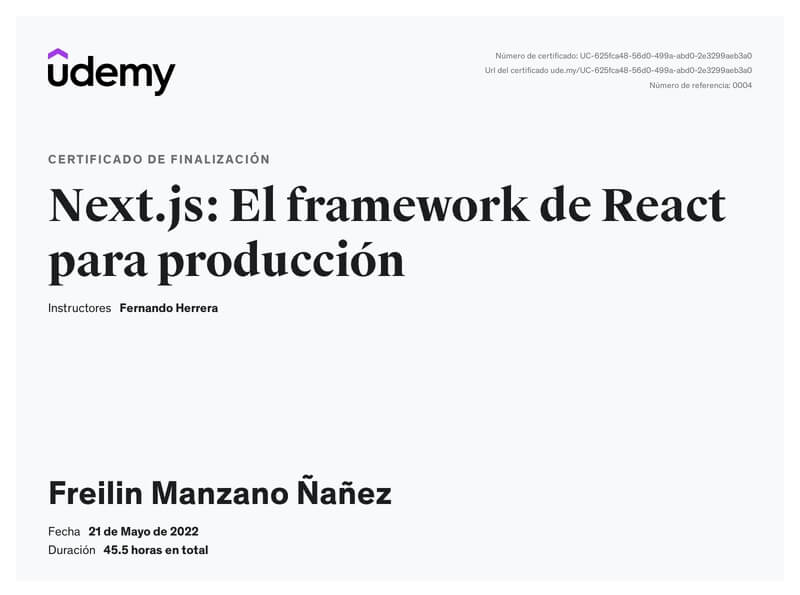 udemy
Número de certificado: UC-625fca48-56d0-499a-abd0-2e3299aeb3a0
Url del certificado ude.my/UC-625fca48-56d0-499a-abd0-2e3299aeb3a0
Número de referencia: 0004
CERTIFICADO DE FINALIZACIÓN
Next.js: El framework de React
para producción
Instructores Fernando Herrera
Freilin Manzano Ñañez
Fecha 21 de Mayo de 2022
Duración 45.5 horas en total